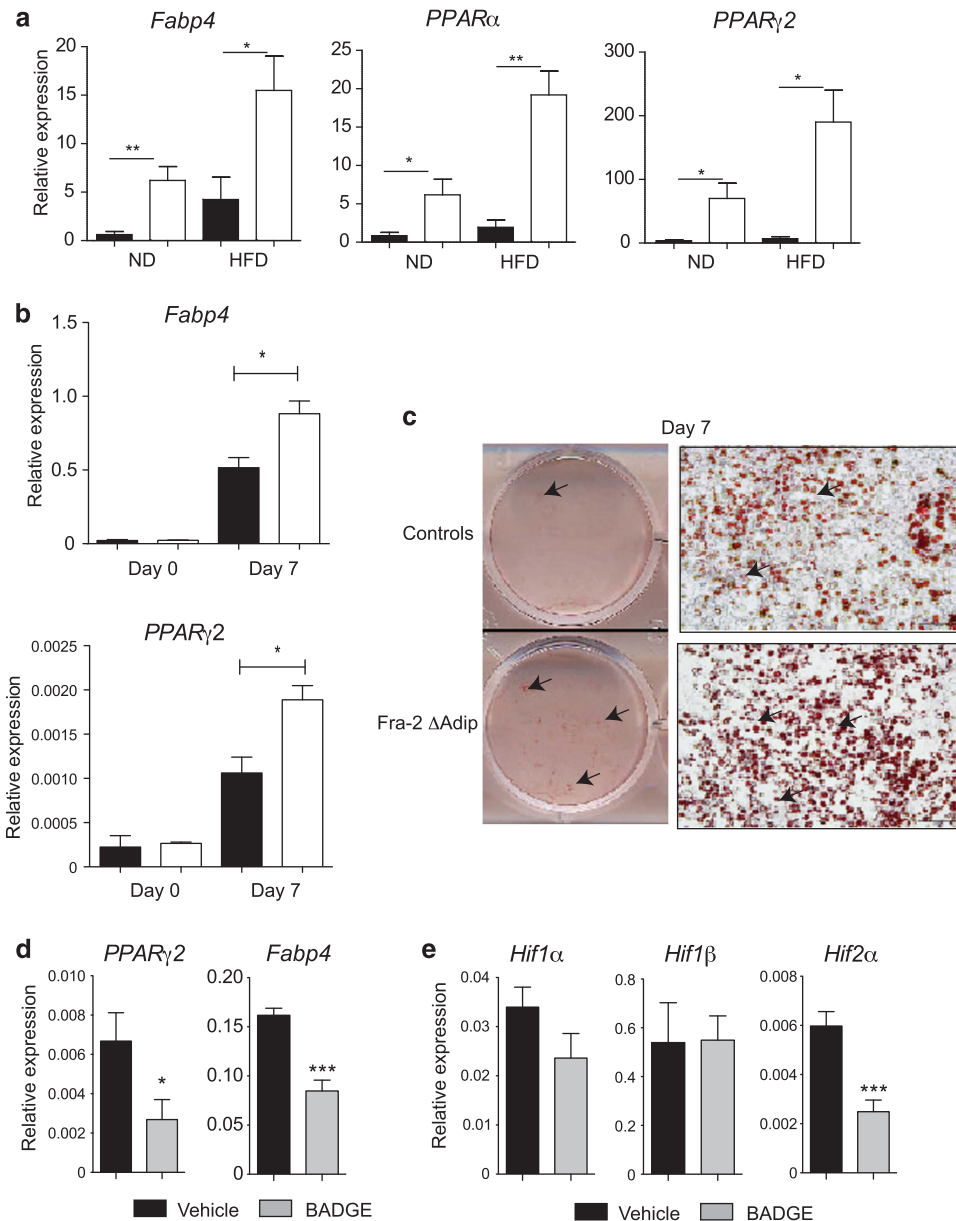 a
Fabp4
PPARα
PPARγ2
Relative expression
20
15
10
5
0
**
*
ND
HFD
25
20
15
10
5
0
*
**
ND
HFD
300
200
100
0
*
*
ND
HFD
b
Fabp4
Relative expression
1.5
1.0
0.5
0
*
Day 0
Day 7
PPARγ2
Relative expression
0.0025
0.0020
0.0015
0.0010
0.0005
0
*
Day 0
Day 7
c
Day 7
Controls
Fra-2 ΔAdip
d
PPARγ2
Fabp4
Relative expression
0.010
0.008
0.006
0.004
0.002
0
*
0.20
0.15
0.10
0.05
0.00
***
Vehicle
BADGE
e
Hif1α
Hif1β
Hif2α
Relative expression
0.04
0.03
0.02
0.01
0
0.8
0.6
0.4
0.2
0
0.008
0.006
0.004
0.002
0
***
Vehicle
BADGE